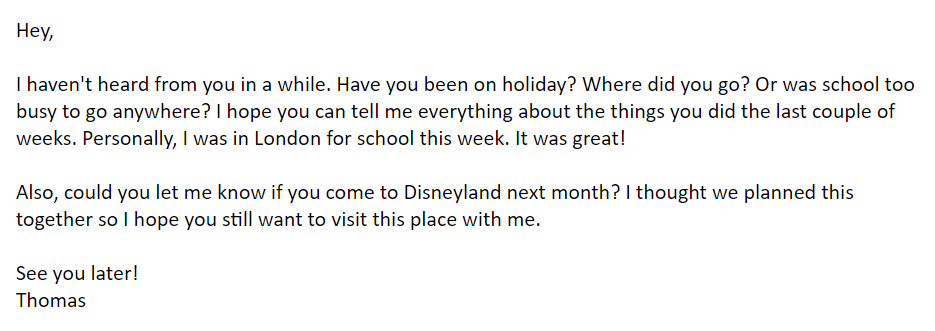 Hey,
I haven't heard from you in a while. Have you been on holiday? Where did you go? Or was school too
busy to go anywhere? I hope you can tell me everything about the things you did the last couple of
weeks. Personally, I was in London for school this week. It was great!
Also, could you let me know if you come to Disneyland next month? I thought we planned this
together so I hope you still want to visit this place with me.
See you later!
Thomas